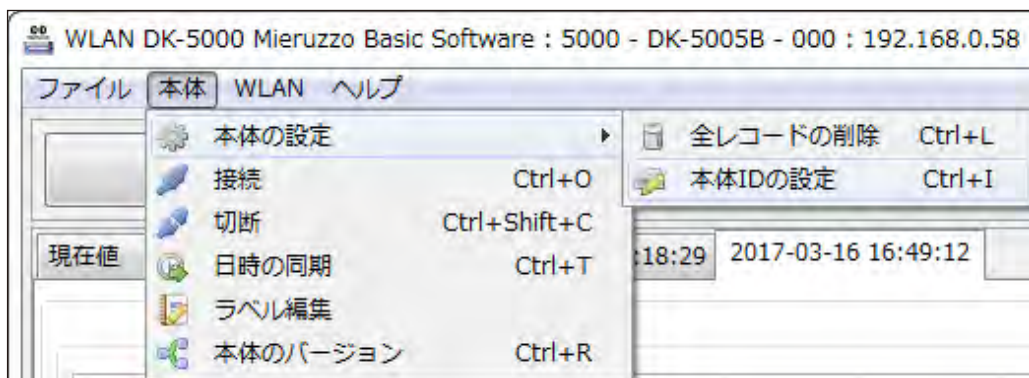 WLAN DK-5000 Mieruzzo Basic Software : 5000 - DK-5005B - 000 : 192.168.0.58
ファイル 本体 WLAN ヘルプ
本体の設定 全レコードの削除 Ctrl+L
接続 Ctrl+O 本体IDの設定 Ctrl+I
切断 Ctrl+Shift+C
現在値 日時の同期 Ctrl+T :18:29 2017-03-16 16:49:12
ラベル編集
本体のバージョン Ctrl+R